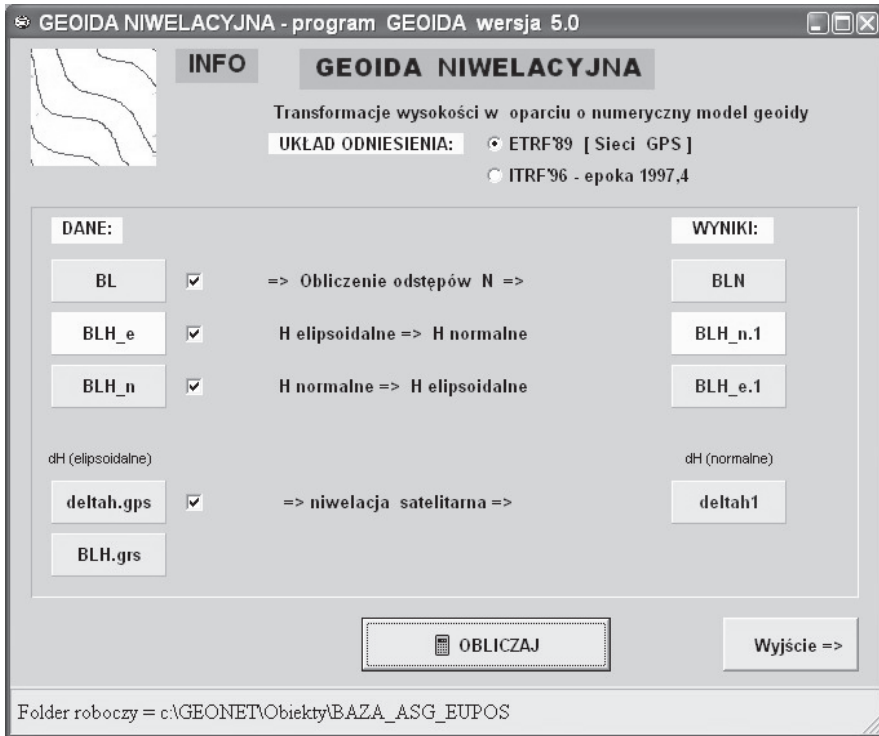 GEOIDA NIWELACYJNA - program GEOIDA wersja 5.0
INFO
GEOIDA NIWELACYJNA
Transformacje wysokości w oparciu o numeryczny model geoidy
UKŁAD ODNIESIENIA: ETRF'89 [ Sieci GPS ]
ITRF'96 - epoka 1997,4
DANE: WYNIKI:
BL => Obliczenie odstępów N => BLN
BLH_e H elipsoidalne => H normalne BLH_n.1
BLH_n H normalne => H elipsoidalne BLH_e.1
dH (elipsoidalne) dH (normalne)
deltah.gps => niwelacja satelitarna => deltah1
BLH.grs
OBLICZAJ Wyjście =>
Folder roboczy = c:\GEONET\Obiekty\BAZA_ASG_EUPOS